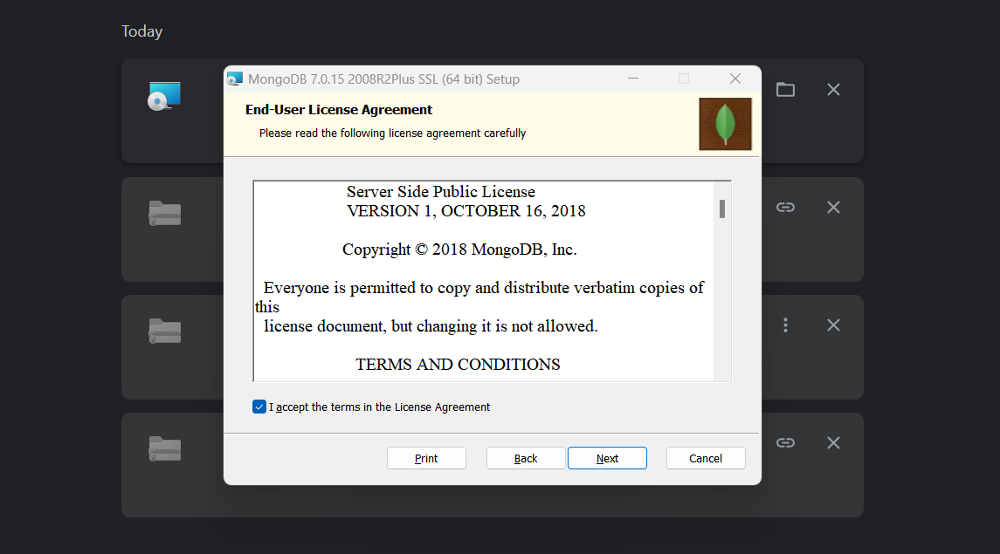 Today
MongoDB 7.0.15 2008R2Plus SSL (64 bit) Setup
End-User License Agreement
Please read the following license agreement carefully
Server Side Public License
VERSION 1, OCTOBER 16, 2018
Copyright © 2018 MongoDB, Inc.
Everyone is permitted to copy and distribute verbatim copies of
this
license document, but changing it is not allowed.
TERMS AND CONDITIONS
I accept the terms in the License Agreement
Print Back Next Cancel